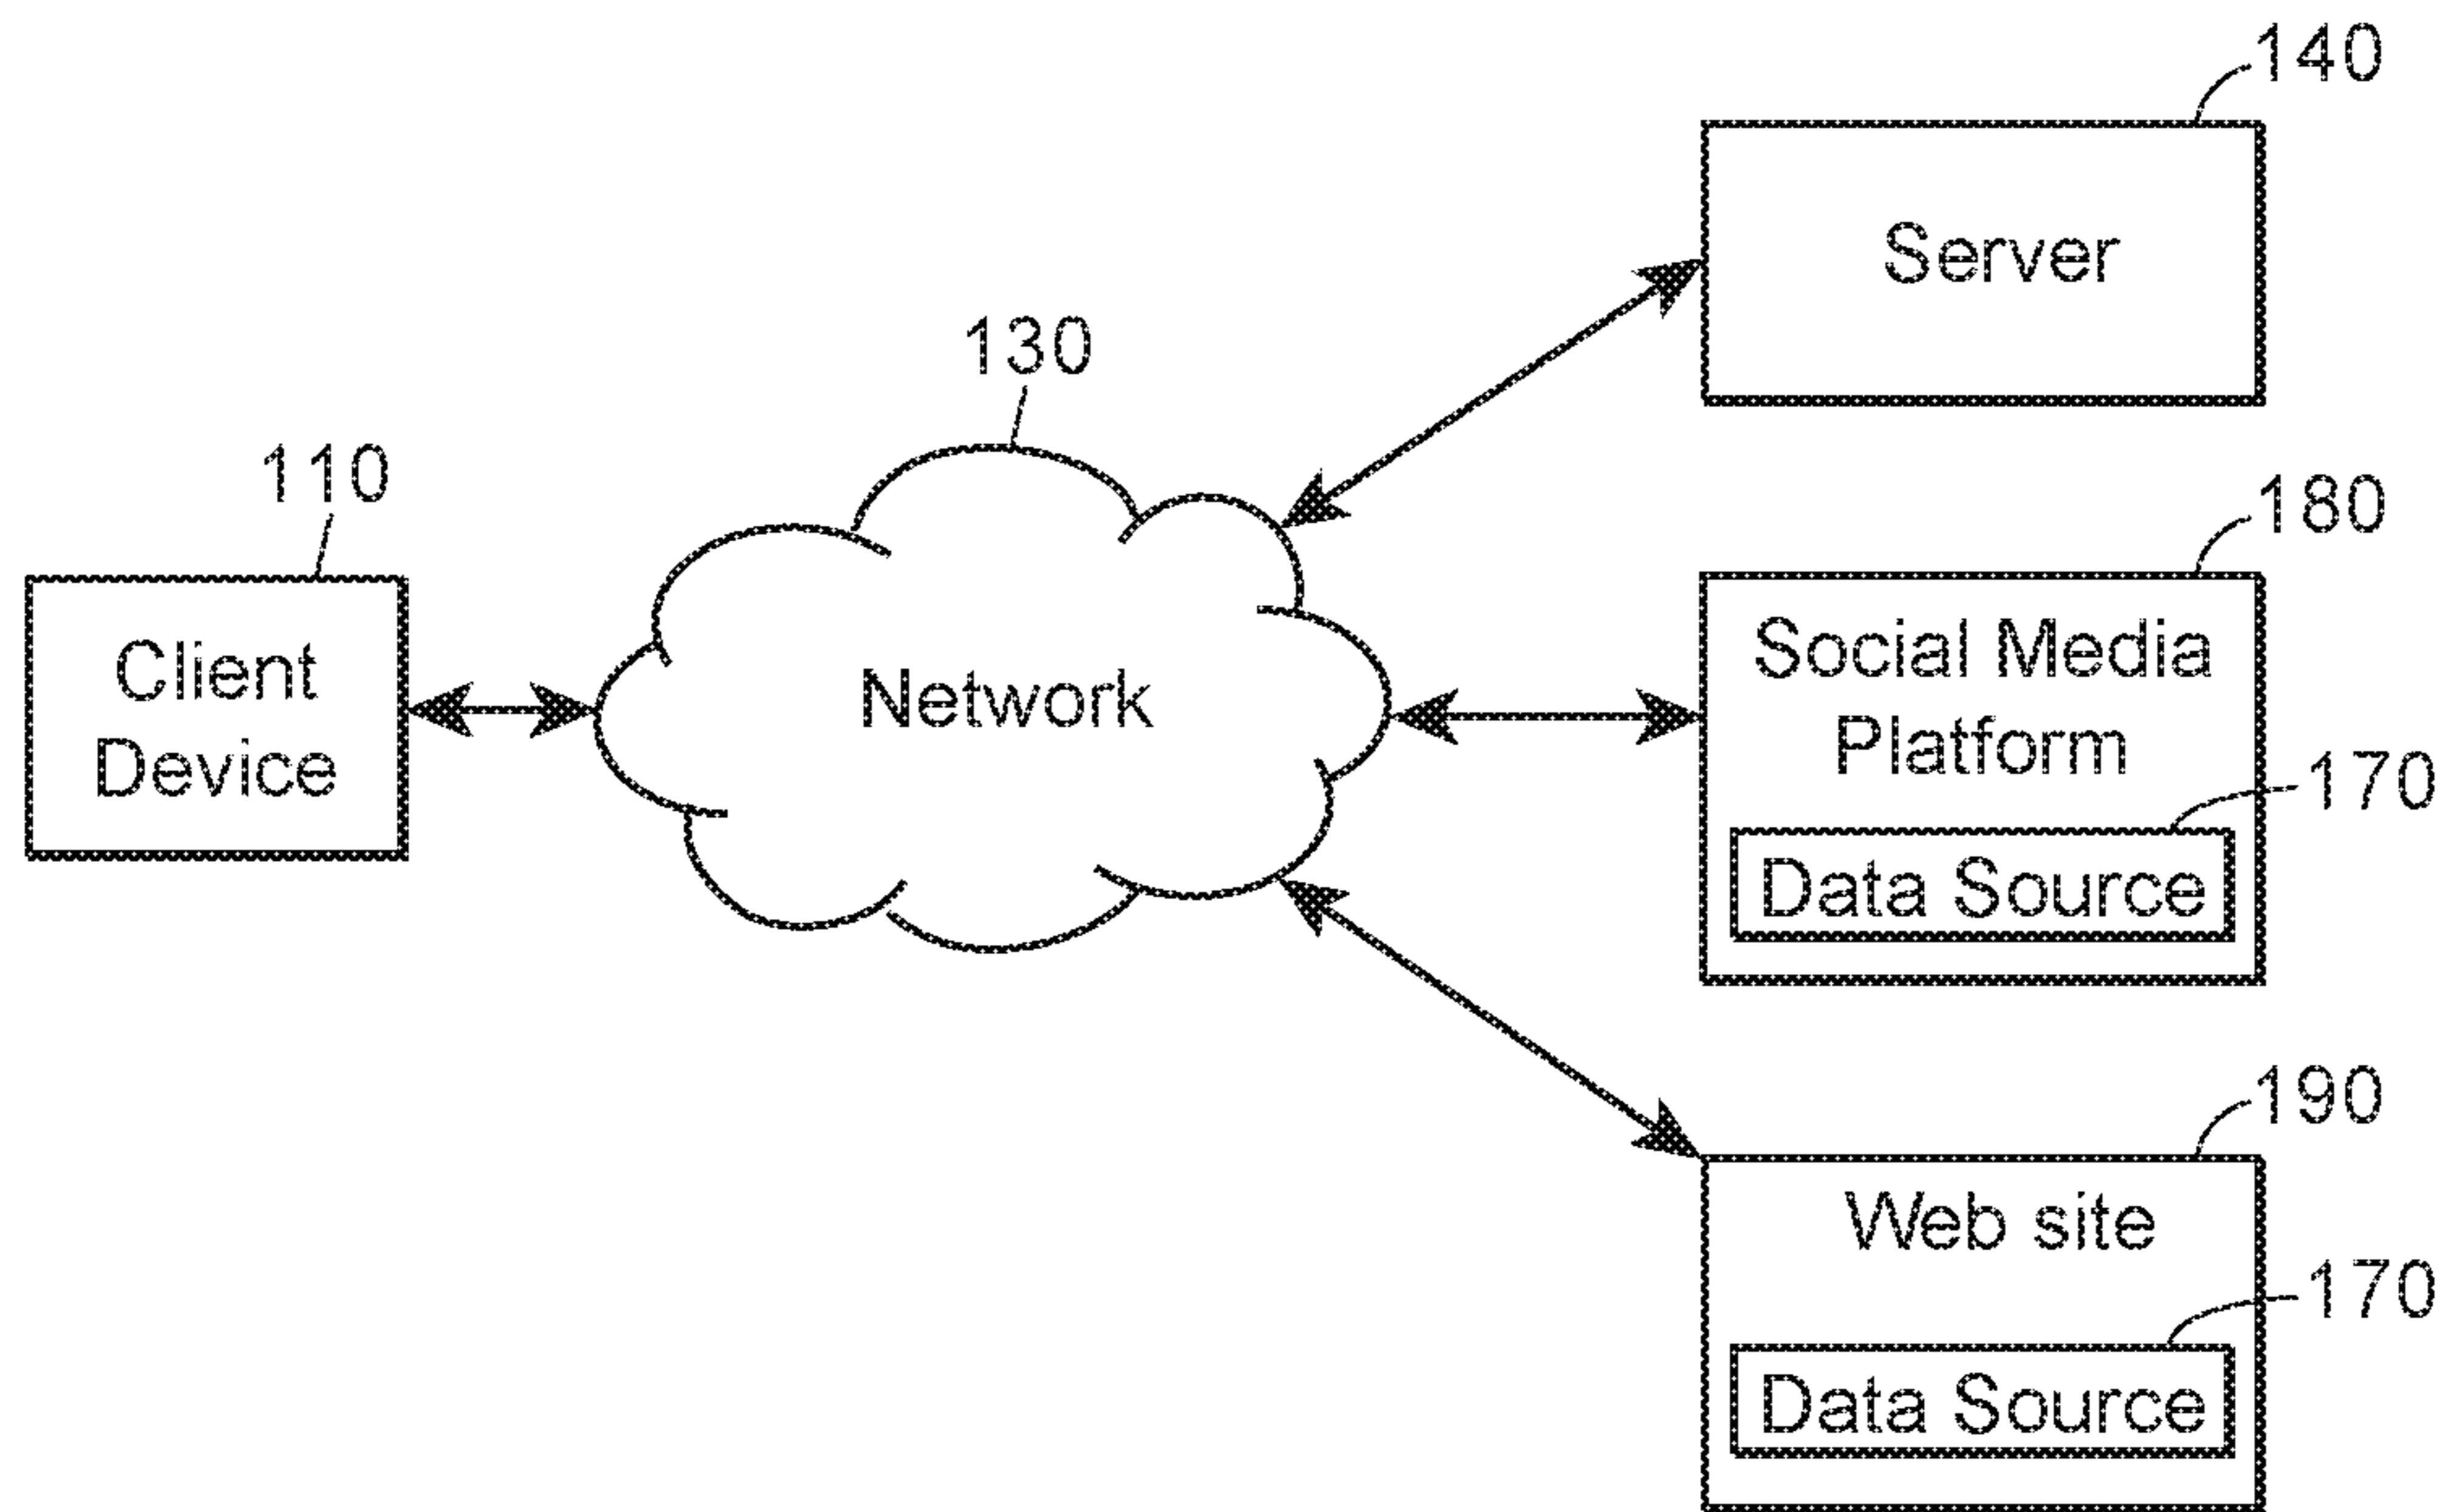 140
Server
130
110
180
Client
Device
Network
Social Media
Platform
170
Data Source
190
Web site
170
Data Source